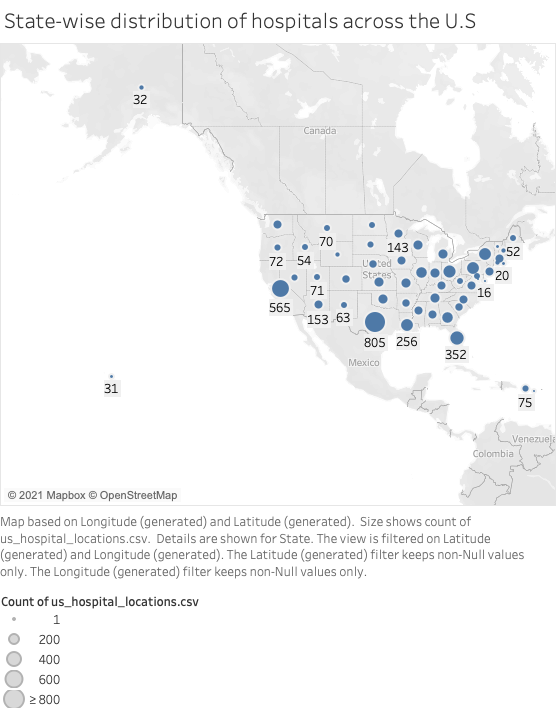 State-wise distribution of hospitals across the U.S
32
Canada
70
143
72
54
52
United
States
20
71
16
565
153
63
805
256
352
Mexico
31
75
Venezuela
Colombia
© 2021 Mapbox © OpenStreetMap
Map based on Longitude (generated) and Latitude (generated). Size shows count of
us_hospital_locations.csv. Details are shown for State. The view is filtered on Latitude
(generated) and Longitude (generated). The Latitude (generated) filter keeps non-Null values
only. The Longitude (generated) filter keeps non-Null values only.
Count of us_hospital_locations.csv
1
200
400
600
≥ 800